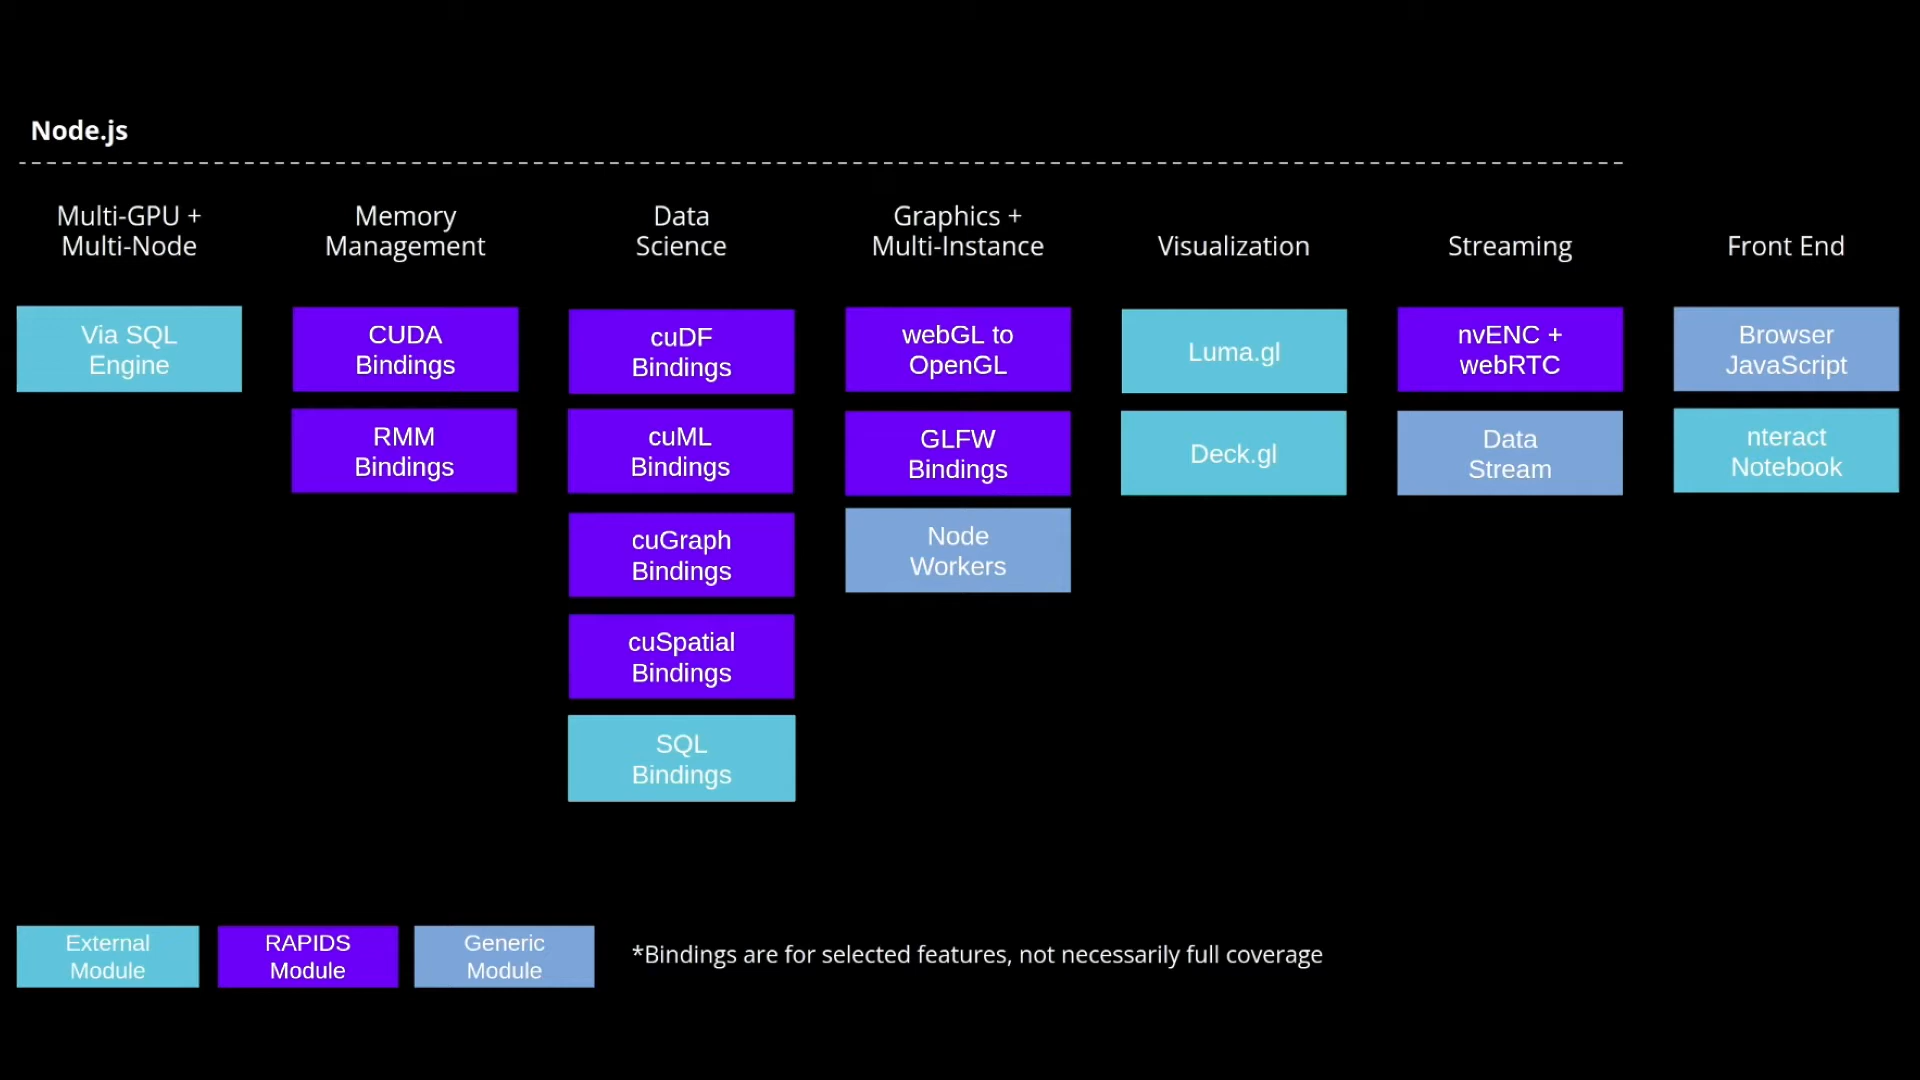 Node.js
Multi-GPU +
Multi-Node
Memory
Management
Data
Science
Graphics +
Multi-Instance
Visualization
Streaming
Front End
Via SQL
Engine
CUDA
Bindings
RMM
Bindings
cuDF
Bindings
cuML
Bindings
cuGraph
Bindings
cuSpatial
Bindings
SQL
Bindings
webGL to
OpenGL
GLFW
Bindings
Node
Workers
Luma.gl
Deck.gl
nvENC +
webRTC
Data
Stream
Browser
JavaScript
nteract
Notebook
External
Module
RAPIDS
Module
Generic
Module
*Bindings are for selected features, not necessarily full coverage